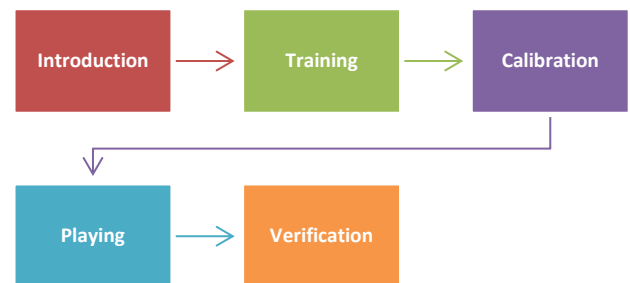 Introduction
Training
Calibration
Playing
Verification